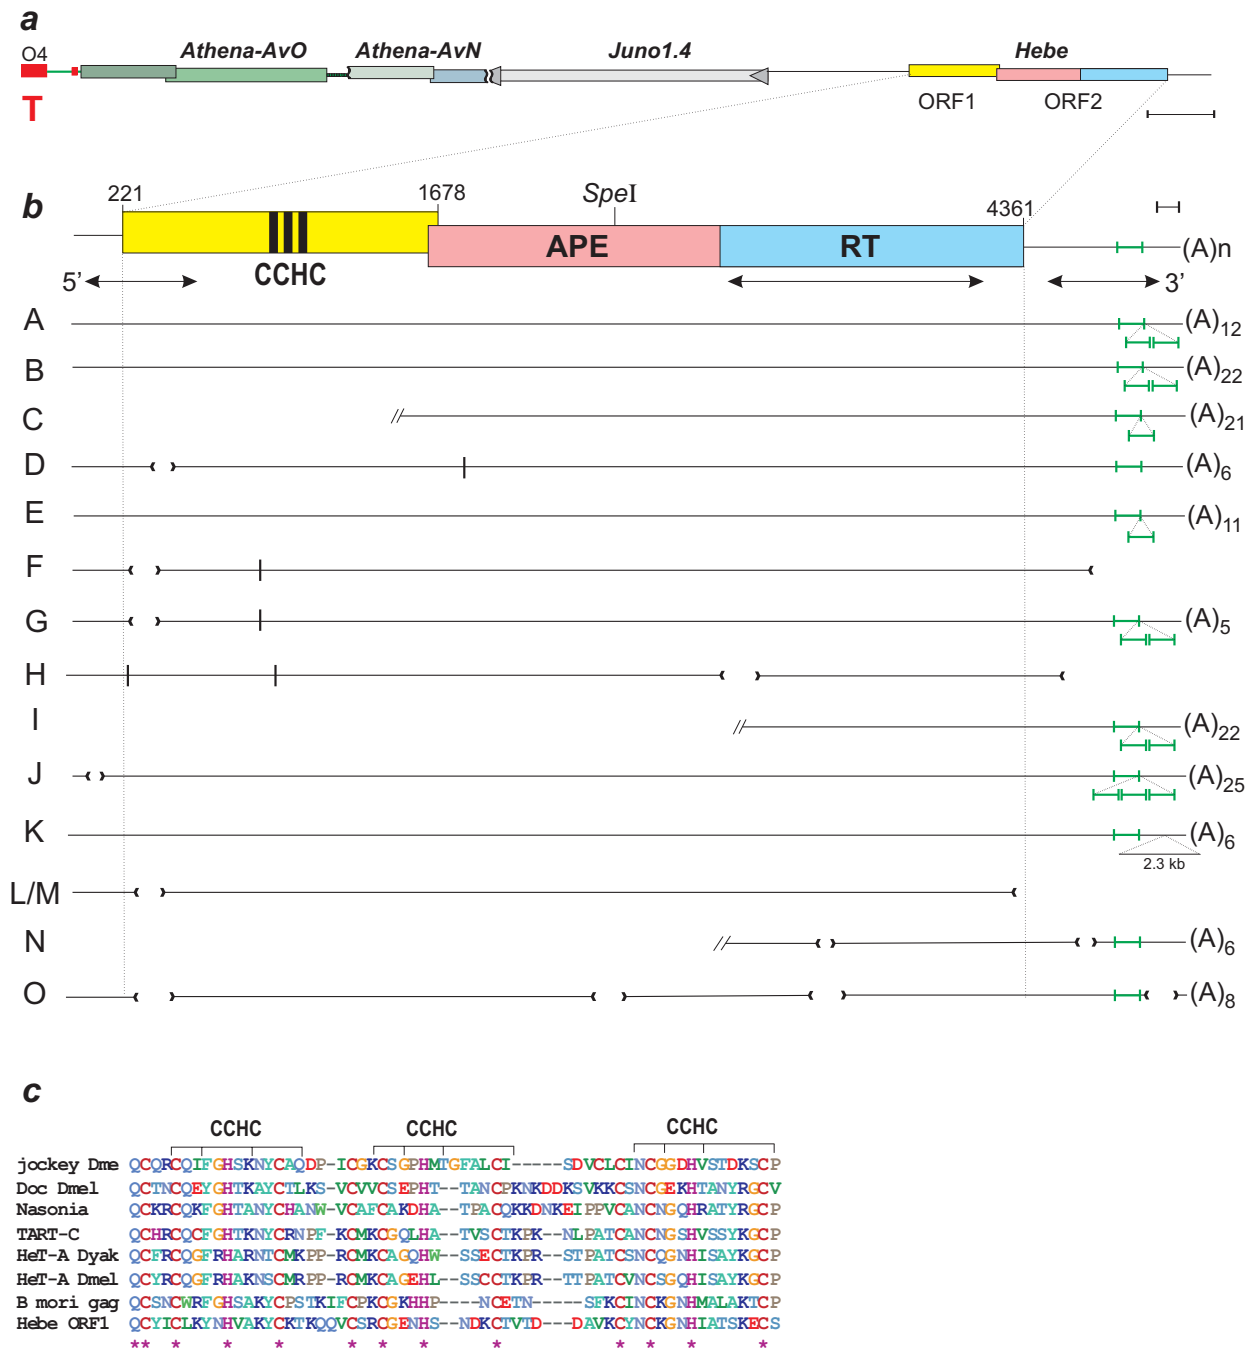 a
O4 Athena-AvO Athena-AvN Juno1.4 Hebe
T ORF1 ORF2
b 221 1678 SpeI 4361
APE RT (A)n
CCHC
5’ 3’
A (A)12
B (A)22
C (A)21
D (A)6
E (A)11
F
G (A)5
H
I (A)22
J (A)25
K (A)6
2.3 kb
L/M
N (A)6
O (A)8
c
CCHC CCHC CCHC
jockey Dme QCQRCQIFGHSKNYCAQDP-ICGKCSGPHMTGFALCI-----SDVCLCINCGGDHVSTDKSCP
Doc Dmel QCTNCQEYGHTKAYCTLKS-VCVVCSEPHT--TANCPKNKDDKSVKKCSNCGEKHTANYRGCV
Nasonia QCKRCQKFGHTANYCHANW-VCAFCAKDHA--TPACQKKDNKEIPPVCANCNGQHRATYRGCP
TART-C QCHRCQCFGHTKNYCRNPF-KCMKCGQLHA--TVSCTKPK--NLPATCANCNGSHVSSYKGCP
HeT-A Dyak QCFRCQGFRHARNTCMKPP-RCMKCAGQHW--SSECTKPR--STPATCSNCQGNHISAYKGCP
HeT-A Dmel QCYRCQGFRHAKNSCMRPP-RCMKCAGEHL--SSCCTKPR--TTPATCVNCSGQHISAYKGCP
B mori gag QCSNCWRFGHSAKYCPSTKIFCPKCGKHHP----NCETN-----SFKCINCKGNHMALAKTCP
Hebe ORF1 QCYICLKYNHVAKYCKTKQQVCSRCGENHS--NDKCTVTD---DAVKCYNCKGNHIATSKECS
** * * * * * * * * * * *